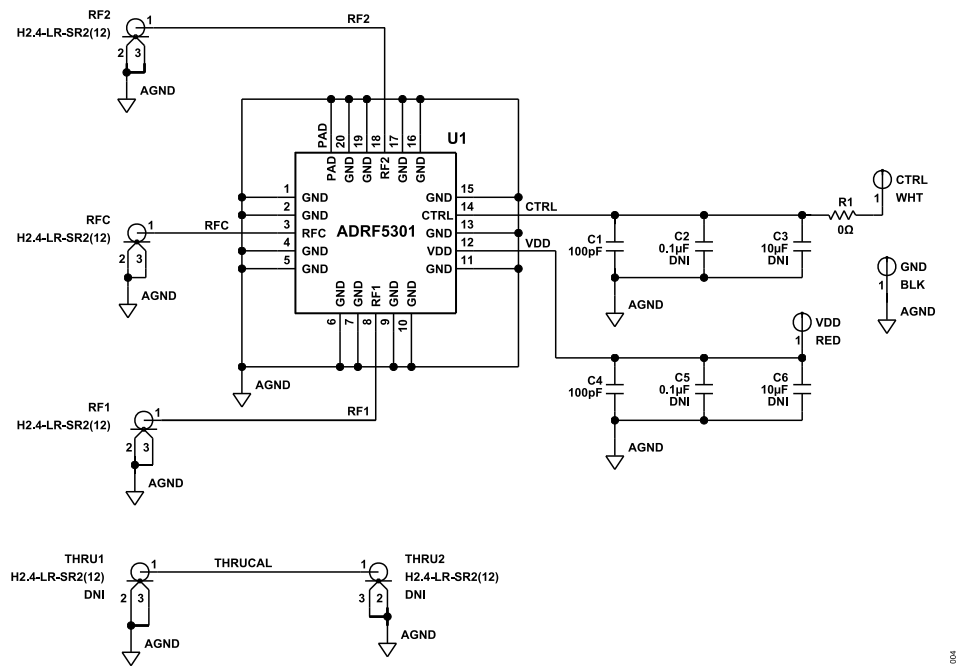 RF2
H2.4-LR-SR2(12)
1
2 3
AGND
PAD
20
19
18
17
16
U1
PAD
GND
GND
RF2
GND
GND
1 GND
2 GND
3 RFC
4 GND
5 GND
ADRF5301
GND 15
CTRL 14
GND 13
VDD 12
GND 11
GND
GND
RF1
GND
GND
6
7
8
9
10
AGND
RFC
H2.4-LR-SR2(12)
1
RFC
2 3
AGND
CTRL
VDD
C1
100pF
C2
0.1µF
DNI
C3
10µF
DNI
R1
0Ω
CTRL
1 WHT
AGND
GND
1 BLK
AGND
VDD
1 RED
C4
100pF
C5
0.1µF
DNI
C6
10µF
DNI
AGND
RF1
H2.4-LR-SR2(12)
1
RF1
2 3
AGND
THRU1
H2.4-LR-SR2(12)
DNI
1
2 3
AGND
THRUCAL
THRU2
H2.4-LR-SR2(12)
DNI
1
3 2
AGND
004